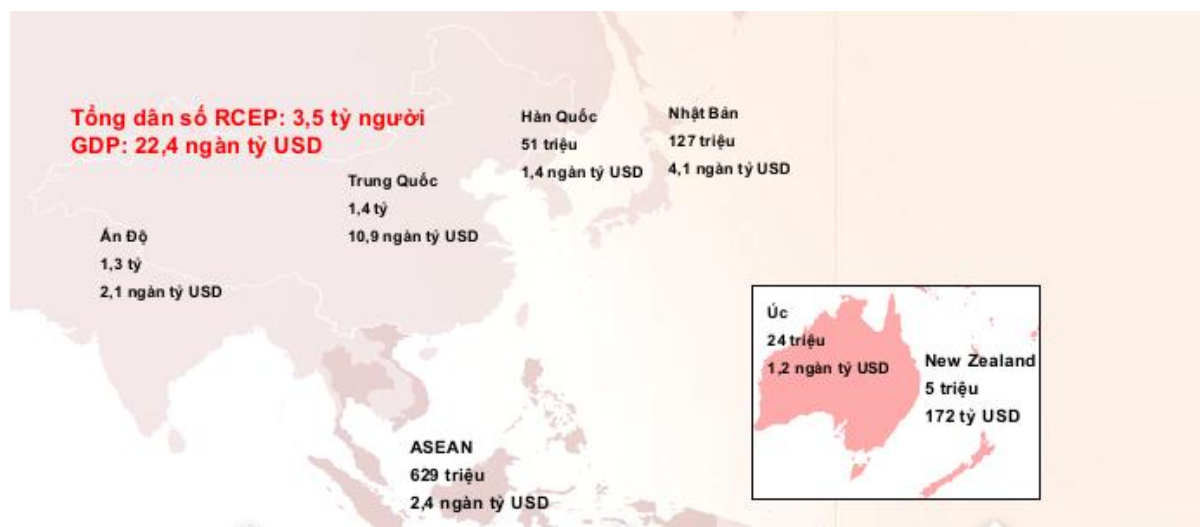 Tổng dân số RCEP: 3,5 tỷ người
GDP: 22,4 ngàn tỷ USD
Hàn Quốc
51 triệu
1,4 ngàn tỷ USD
Nhật Bản
127 triệu
4,1 ngàn tỷ USD
Trung Quốc
1,4 tỷ
10,9 ngàn tỷ USD
Ấn Độ
1,3 tỷ
2,1 ngàn tỷ USD
Úc
24 triệu
1,2 ngàn tỷ USD
New Zealand
5 triệu
172 tỷ USD
ASEAN
629 triệu
2,4 ngàn tỷ USD